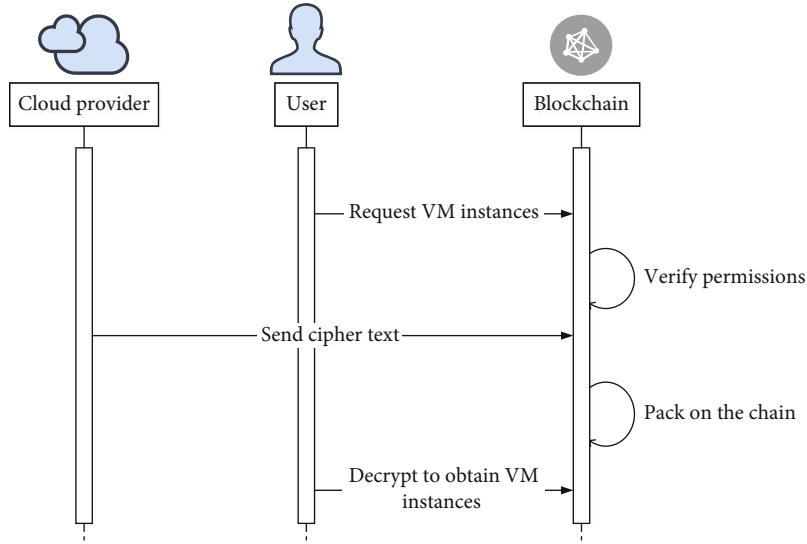 Cloud provider
User
Blockchain
Request VM instances
Verify permissions
Send cipher text
Pack on the chain
Decrypt to obtain VM
instances